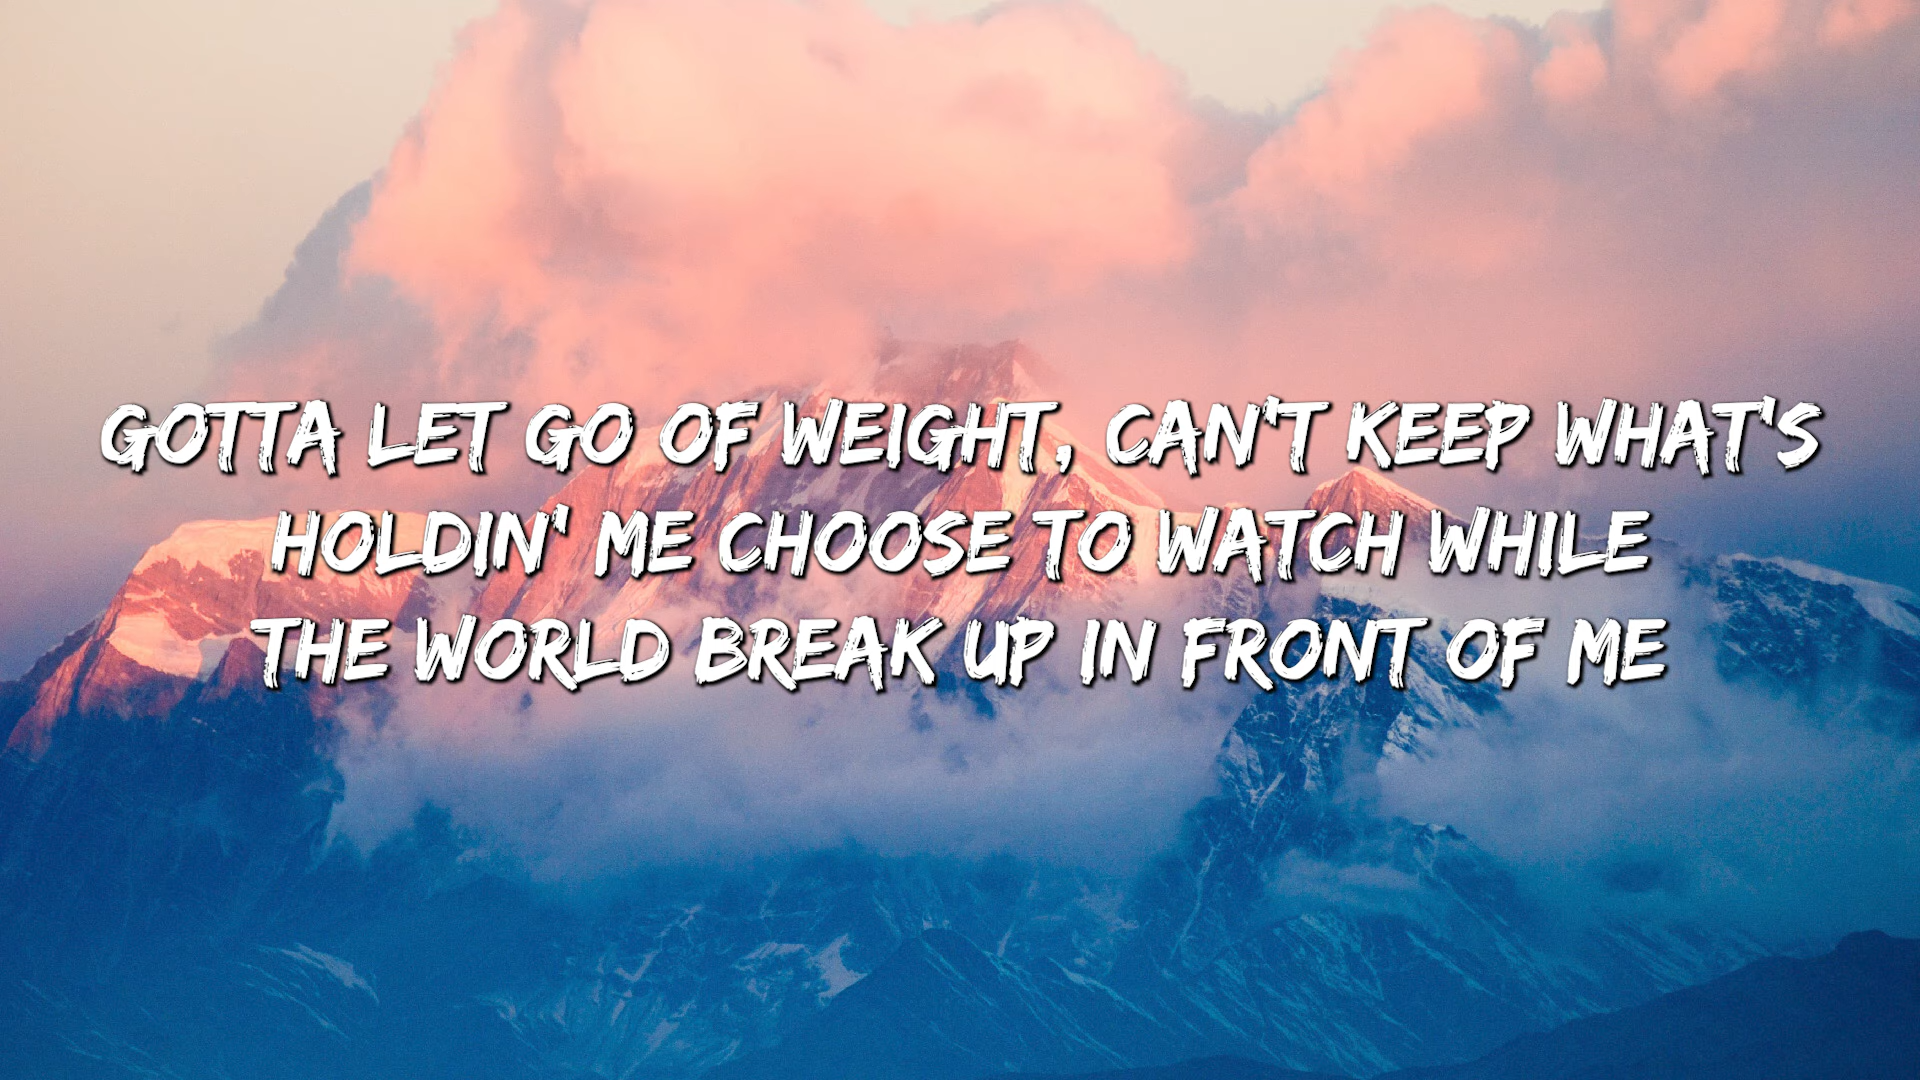 GOTTA LET GO OF WEIGHT, CAN'T KEEP WHAT'S
HOLDIN' ME CHOOSE TO WATCH WHILE
THE WORLD BREAK UP IN FRONT OF ME